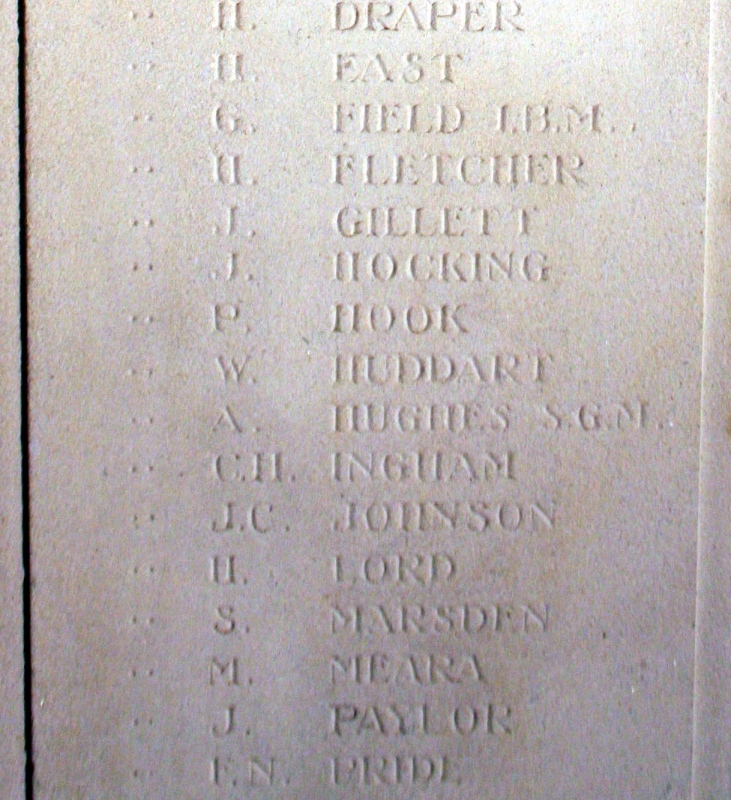 ·· H. DRAPER
·· H. EAST
·· G. FIELD I.B.M.
·· H. FLETCHER
·· J. GILLETT
·· J. HOCKING
·· P. HOOK
·· W. HUDDART
·· A. HUGHES S.G.M.
·· C.H. INGHAM
·· J.C. JOHNSON
·· H. LORD
·· S. MARSDEN
·· M. MEARA
·· J. PAYLOR
·· F.N. PRIDE